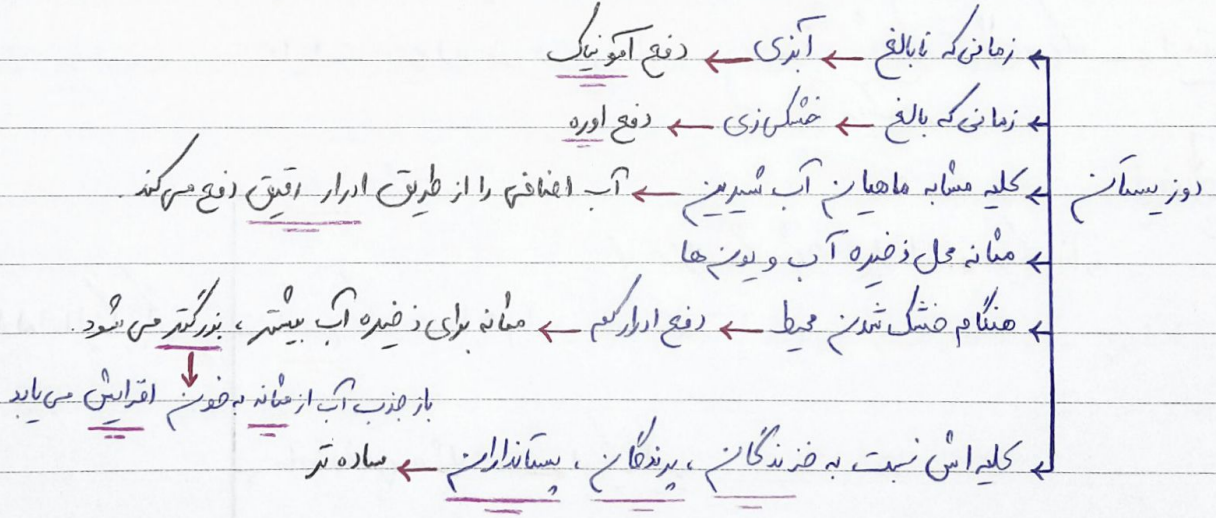 زمانی که نابالغ ← آبزی ← دفع آمونیاک
زمانی که بالغ ← خشکی زی ← دفع اوره
دوزیستان
کلیه مشابه ماهیان آب شیرین ← آب اضافی را از طریق ادرار رقیق دفع می کند.
مثانه محل ذخیره آب و یون ها
هنگام خشک شدن محیط ← دفع ادرار کم ← مثانه برای ذخیره آب بیشتر ، بزرگتر می شود.
↓
باز جذب آب از مثانه به خون افزایش می یابد
کلیه اش نسبت به خزندگان ، پرندگان ، پستانداران ← ساده تر